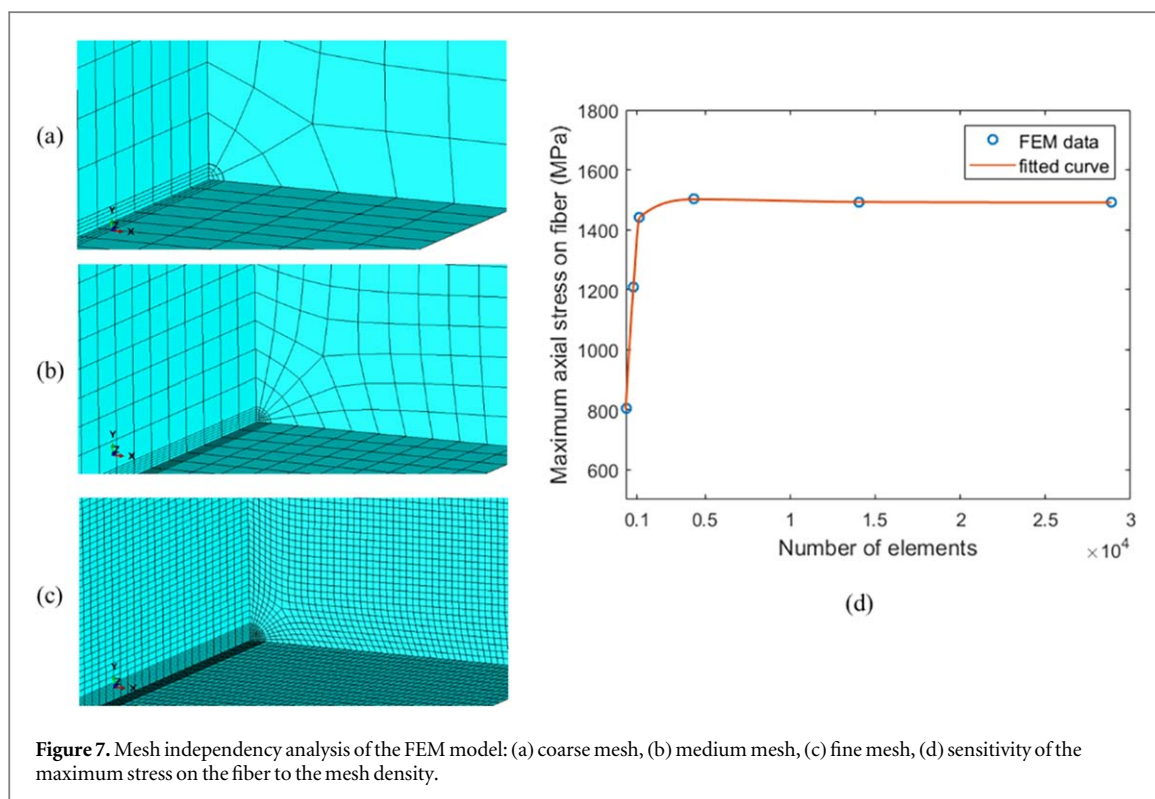 (a)
Y
Z
X
(b)
Y
Z
X
(c)
Y
Z
X
Maximum axial stress on fiber (MPa)
1800
1600
1400
1200
1000
800
600
FEM data
fitted curve
0.1 0.5 1 1.5 2 2.5 3
Number of elements
×10⁴
(d)
Figure 7. Mesh independency analysis of the FEM model: (a) coarse mesh, (b) medium mesh, (c) fine mesh, (d) sensitivity of the
maximum stress on the fiber to the mesh density.